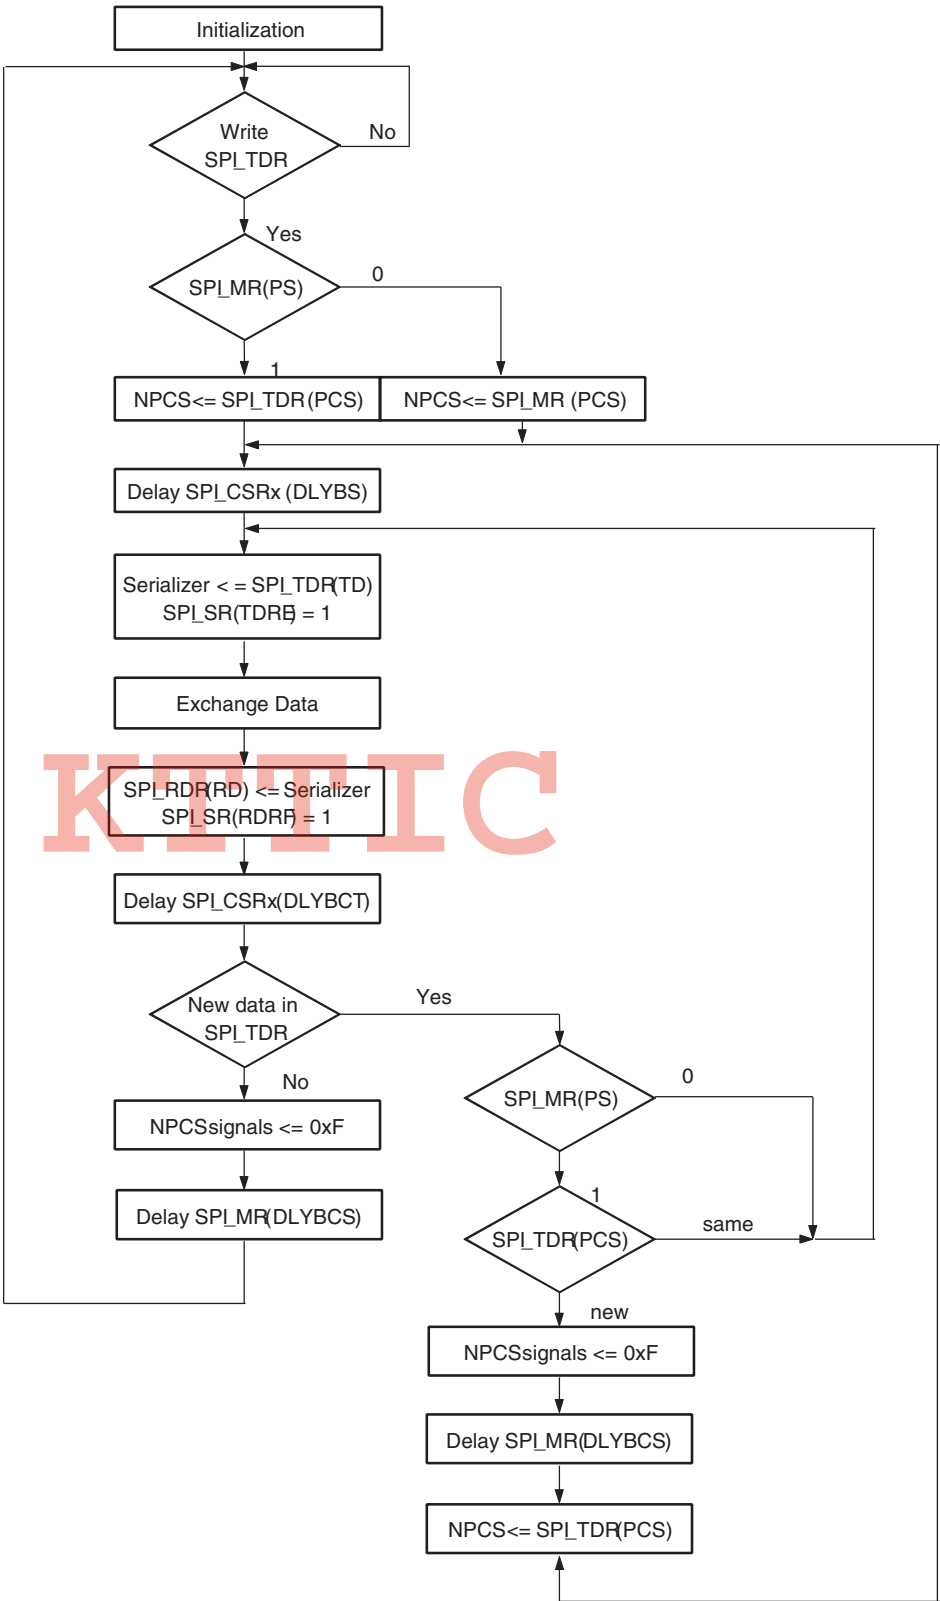 Initialization
Write
SPI_TDR
No
Yes
SPI_MR(PS)
0
1
NPCS<= SPI_TDR(PCS)
NPCS<= SPI_MR (PCS)
Delay SPI_CSRx (DLYBS)
Serializer < = SPI_TDR(TD)
SPI_SR(TDRE) = 1
Exchange Data
KTTIC
SPI_RDR(RD) <= Serializer
SPI_SR(RDRF) = 1
Delay SPI_CSRx(DLYBCT)
New data in
SPI_TDR
Yes
No
SPI_MR(PS)
0
NPCSsignals <= 0xF
1
Delay SPI_MR(DLYBCS)
SPI_TDR(PCS)
same
new
NPCSsignals <= 0xF
Delay SPI_MR(DLYBCS)
NPCS<= SPI_TDR(PCS)